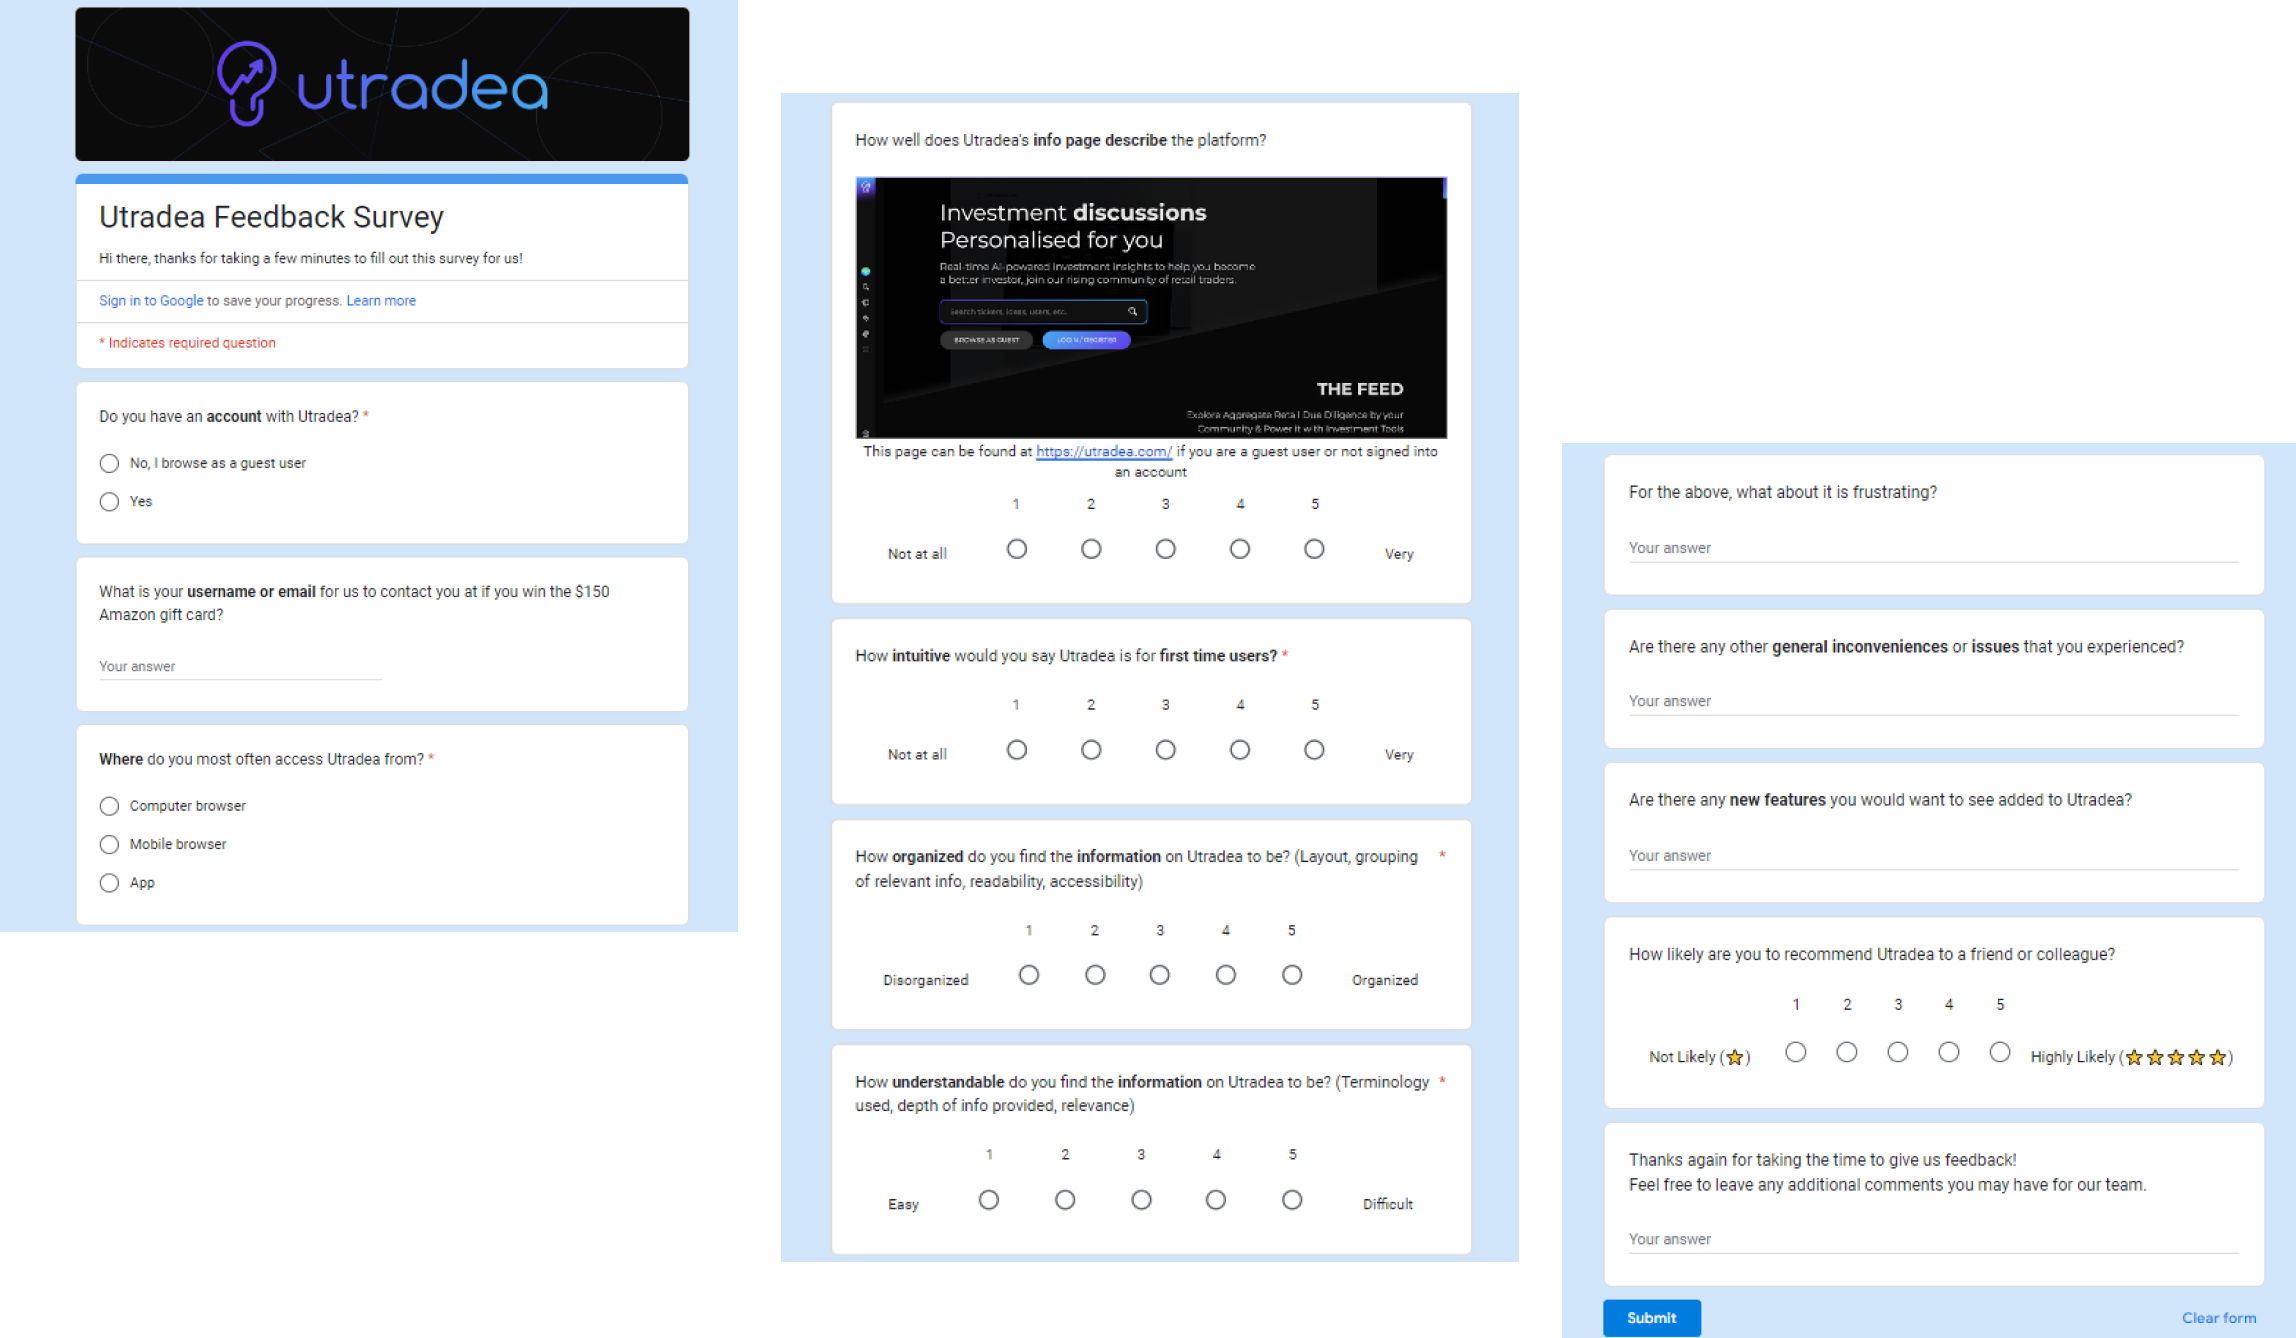 utradea
Utradea Feedback Survey
Hi there, thanks for taking a few minutes to fill out this survey for us!
Sign in to Google to save your progress. Learn more
* Indicates required question
Do you have an account with Utradea? *
No, I browse as a guest user
Yes
What is your username or email for us to contact you at if you win the $150
Amazon gift card?
Your answer
Where do you most often access Utradea from? *
Computer browser
Mobile browser
App
How well does Utradea's info page describe the platform?
Investment discussions
Personalised for you
Real-time AI-powered investment insights to help you become
a better investor, join our rising community of retail traders.
Search tickers, ideas, users, etc.
BROWSE AS GUEST
LOGIN / REGISTER
THE FEED
Explore Aggregate Retail Due Diligence by your
Community & Power it with Investment Tools
This page can be found at https://utradea.com/ if you are a guest user or not signed into
an account
1 2 3 4 5
Not at all Very
How intuitive would you say Utradea is for first time users? *
1 2 3 4 5
Not at all Very
How organized do you find the information on Utradea to be? (Layout, grouping *
of relevant info, readability, accessibility)
1 2 3 4 5
Disorganized Organized
How understandable do you find the information on Utradea to be? (Terminology *
used, depth of info provided, relevance)
1 2 3 4 5
Easy Difficult
For the above, what about it is frustrating?
Your answer
Are there any other general inconveniences or issues that you experienced?
Your answer
Are there any new features you would want to see added to Utradea?
Your answer
How likely are you to recommend Utradea to a friend or colleague?
1 2 3 4 5
Not Likely (⭐) Highly Likely (⭐⭐⭐⭐⭐)
Thanks again for taking the time to give us feedback!
Feel free to leave any additional comments you may have for our team.
Your answer
Submit
Clear form